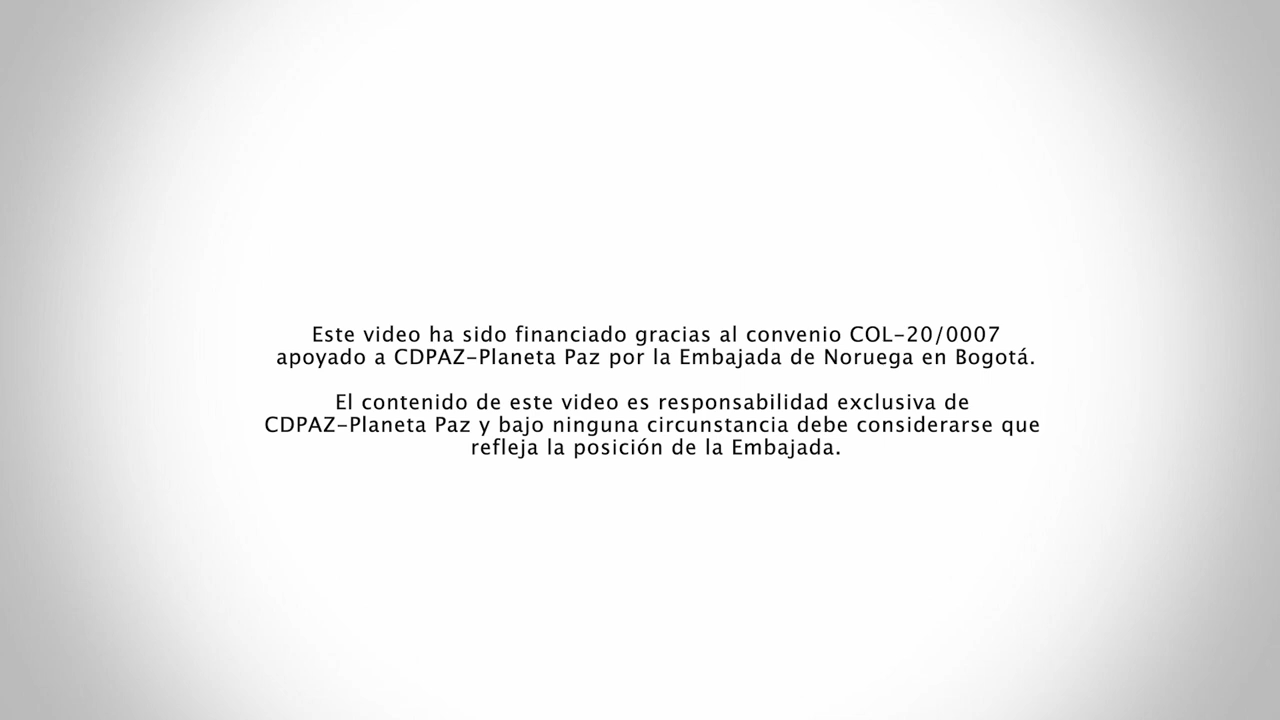 Este video ha sido financiado gracias al convenio COL-20/0007
apoyado a CDPAZ-Planeta Paz por la Embajada de Noruega en Bogotá.
El contenido de este video es responsabilidad exclusiva de
CDPAZ-Planeta Paz y bajo ninguna circunstancia debe considerarse que
refleja la posición de la Embajada.